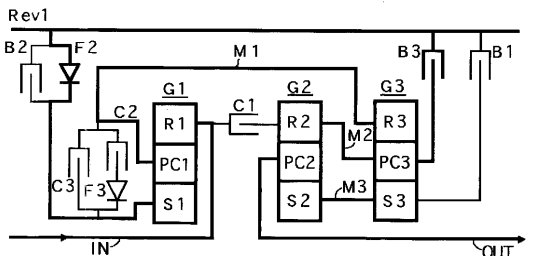 Rev1
B2 F2 M1 B3 B1
G1 G2 G3
C2 C1
R1 R2 R3
M2
PC1 PC2 PC3
C3 F3
S1 S2 M3 S3
IN OUT